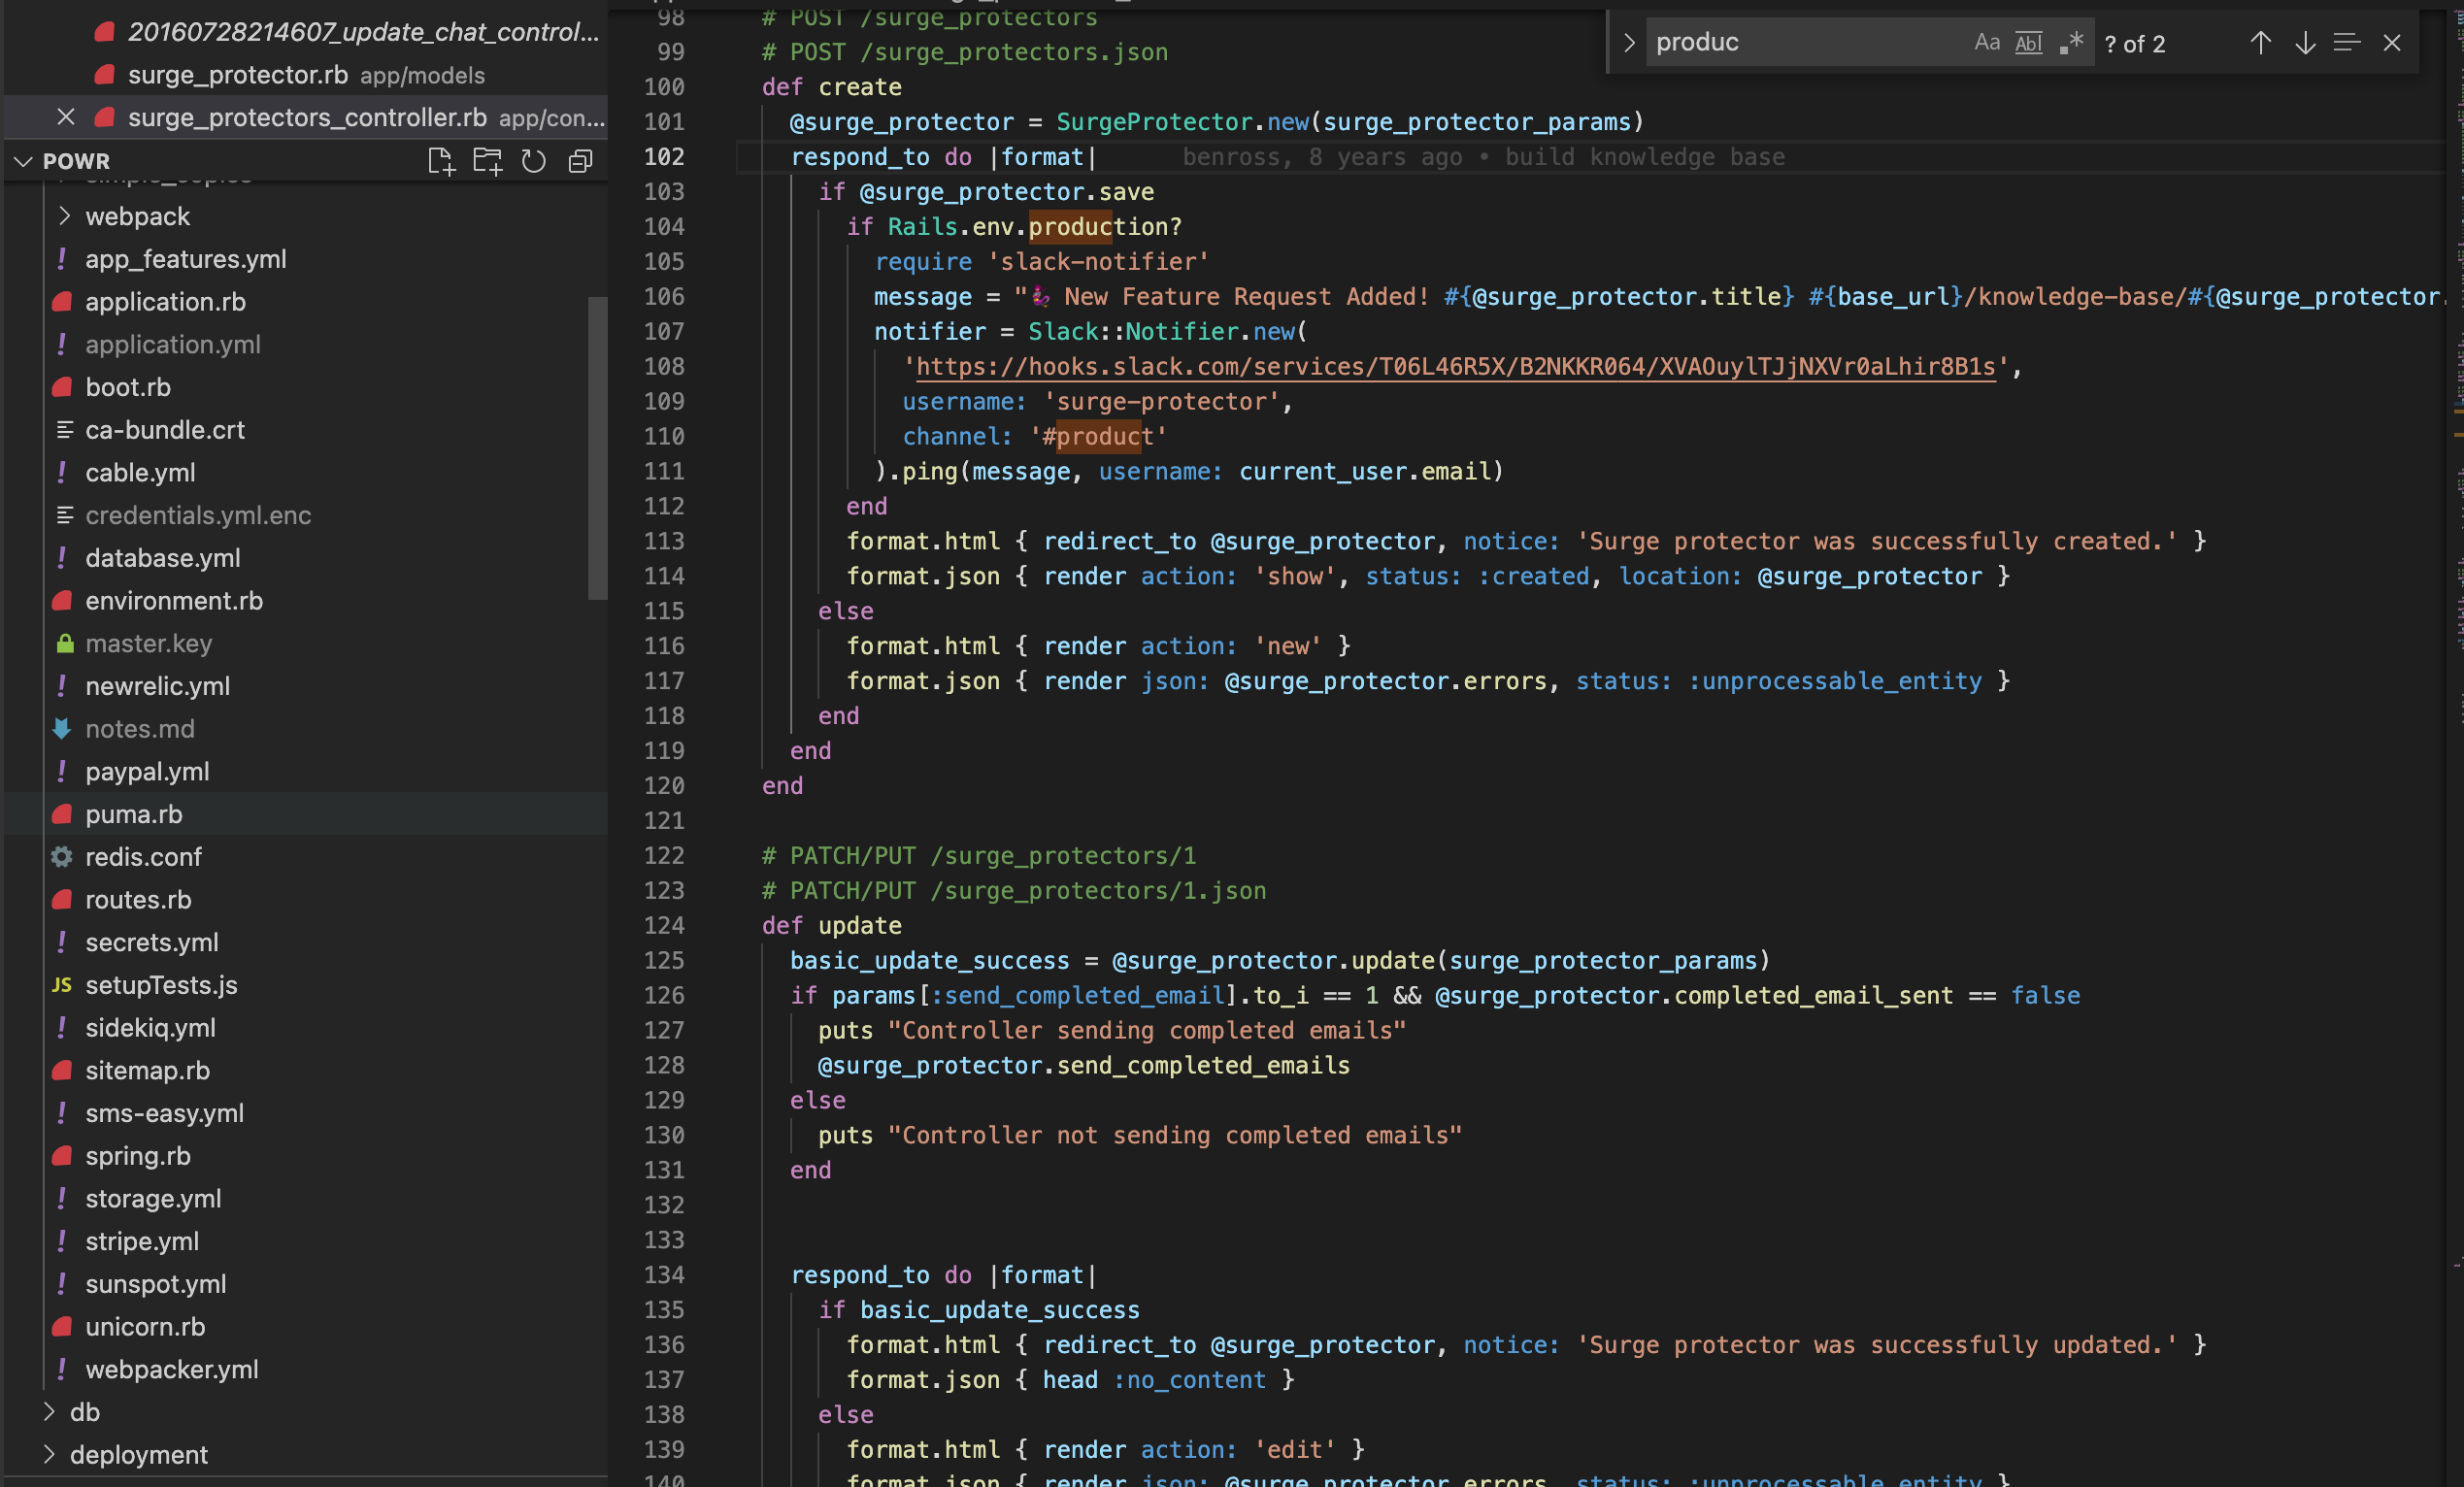 20160728214607_update_chat_control...
surge_protector.rb app/models
surge_protectors_controller.rb app/con...
POWR
webpack
app_features.yml
application.rb
application.yml
boot.rb
ca-bundle.crt
cable.yml
credentials.yml.enc
database.yml
environment.rb
master.key
newrelic.yml
notes.md
paypal.yml
puma.rb
redis.conf
routes.rb
secrets.yml
JS setupTests.js
sidekiq.yml
sitemap.rb
sms-easy.yml
spring.rb
storage.yml
stripe.yml
sunspot.yml
unicorn.rb
webpacker.yml
db
deployment
produc Aa Abl .* ? of 2
98 # POST /surge_protectors
99 # POST /surge_protectors.json
100 def create
101 @surge_protector = SurgeProtector.new(surge_protector_params)
102 respond_to do |format| benross, 8 years ago • build knowledge base
103 if @surge_protector.save
104 if Rails.env.production?
105 require 'slack-notifier'
106 message = " New Feature Request Added! #{@surge_protector.title} #{base_url}/knowledge-base/#{@surge_protector.
107 notifier = Slack::Notifier.new(
108 'https://hooks.slack.com/services/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',
109 username: 'surge-protector',
110 channel: '#product'
111 ).ping(message, username: current_user.email)
112 end
113 format.html { redirect_to @surge_protector, notice: 'Surge protector was successfully created.' }
114 format.json { render action: 'show', status: :created, location: @surge_protector }
115 else
116 format.html { render action: 'new' }
117 format.json { render json: @surge_protector.errors, status: :unprocessable_entity }
118 end
119 end
120 end
121
122 # PATCH/PUT /surge_protectors/1
123 # PATCH/PUT /surge_protectors/1.json
124 def update
125 basic_update_success = @surge_protector.update(surge_protector_params)
126 if params[:send_completed_email].to_i == 1 && @surge_protector.completed_email_sent == false
127 puts "Controller sending completed emails"
128 @surge_protector.send_completed_emails
129 else
130 puts "Controller not sending completed emails"
131 end
132
133
134 respond_to do |format|
135 if basic_update_success
136 format.html { redirect_to @surge_protector, notice: 'Surge protector was successfully updated.' }
137 format.json { head :no_content }
138 else
139 format.html { render action: 'edit' }
140 format.json { render json: @surge_protector.errors, status: :unprocessable_entity }